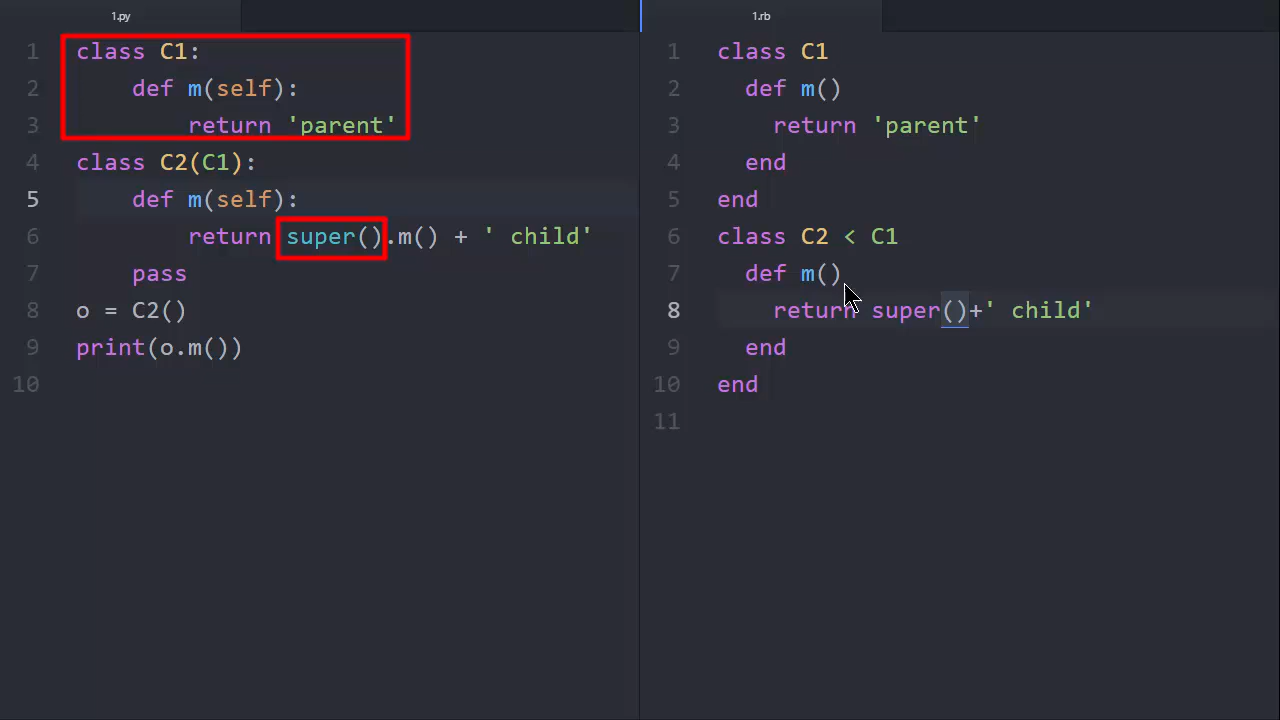 1.py
1 class C1:
2     def m(self):
3         return 'parent'
4 class C2(C1):
5     def m(self):
6         return super().m() + ' child'
7     pass
8 o = C2()
9 print(o.m())
10
1.rb
1 class C1
2   def m()
3     return 'parent'
4   end
5 end
6 class C2 < C1
7   def m()
8     return super()+' child'
9   end
10 end
11